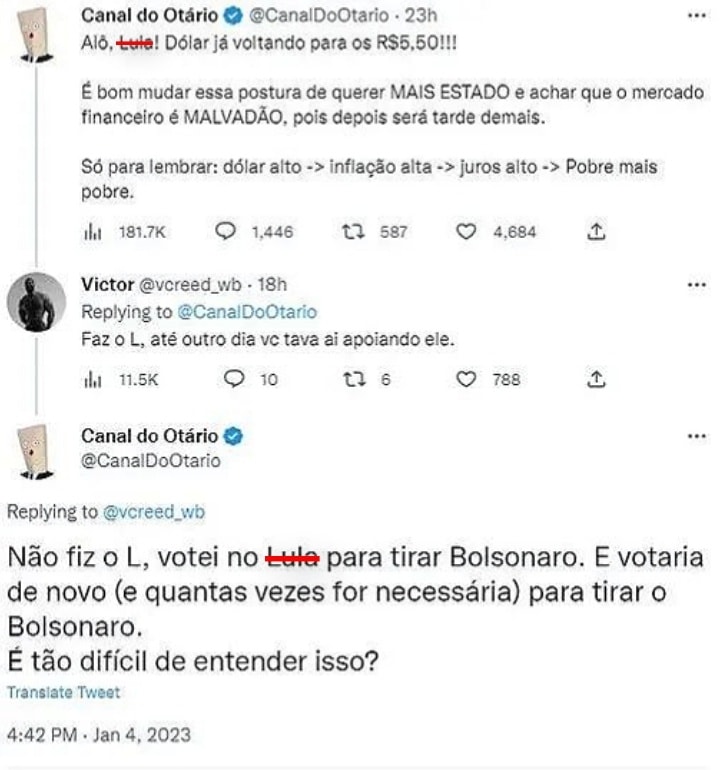 Canal do Otário @CanalDoOtario · 23h
Alô, Lula! Dólar já voltando para os R$5,50!!!
É bom mudar essa postura de querer MAIS ESTADO e achar que o mercado
financeiro é MALVADÃO, pois depois será tarde demais.
Só para lembrar: dólar alto -> inflação alta -> juros alto -> Pobre mais
pobre.
181.7K 1,446 587 4,684
Victor @vcreed_wb · 18h
Replying to @CanalDoOtario
Faz o L, até outro dia vc tava ai apoiando ele.
11.5K 10 6 788
Canal do Otário
@CanalDoOtario
Replying to @vcreed_wb
Não fiz o L, votei no Lula para tirar Bolsonaro. E votaria
de novo (e quantas vezes for necessária) para tirar o
Bolsonaro.
É tão difícil de entender isso?
Translate Tweet
4:42 PM · Jan 4, 2023